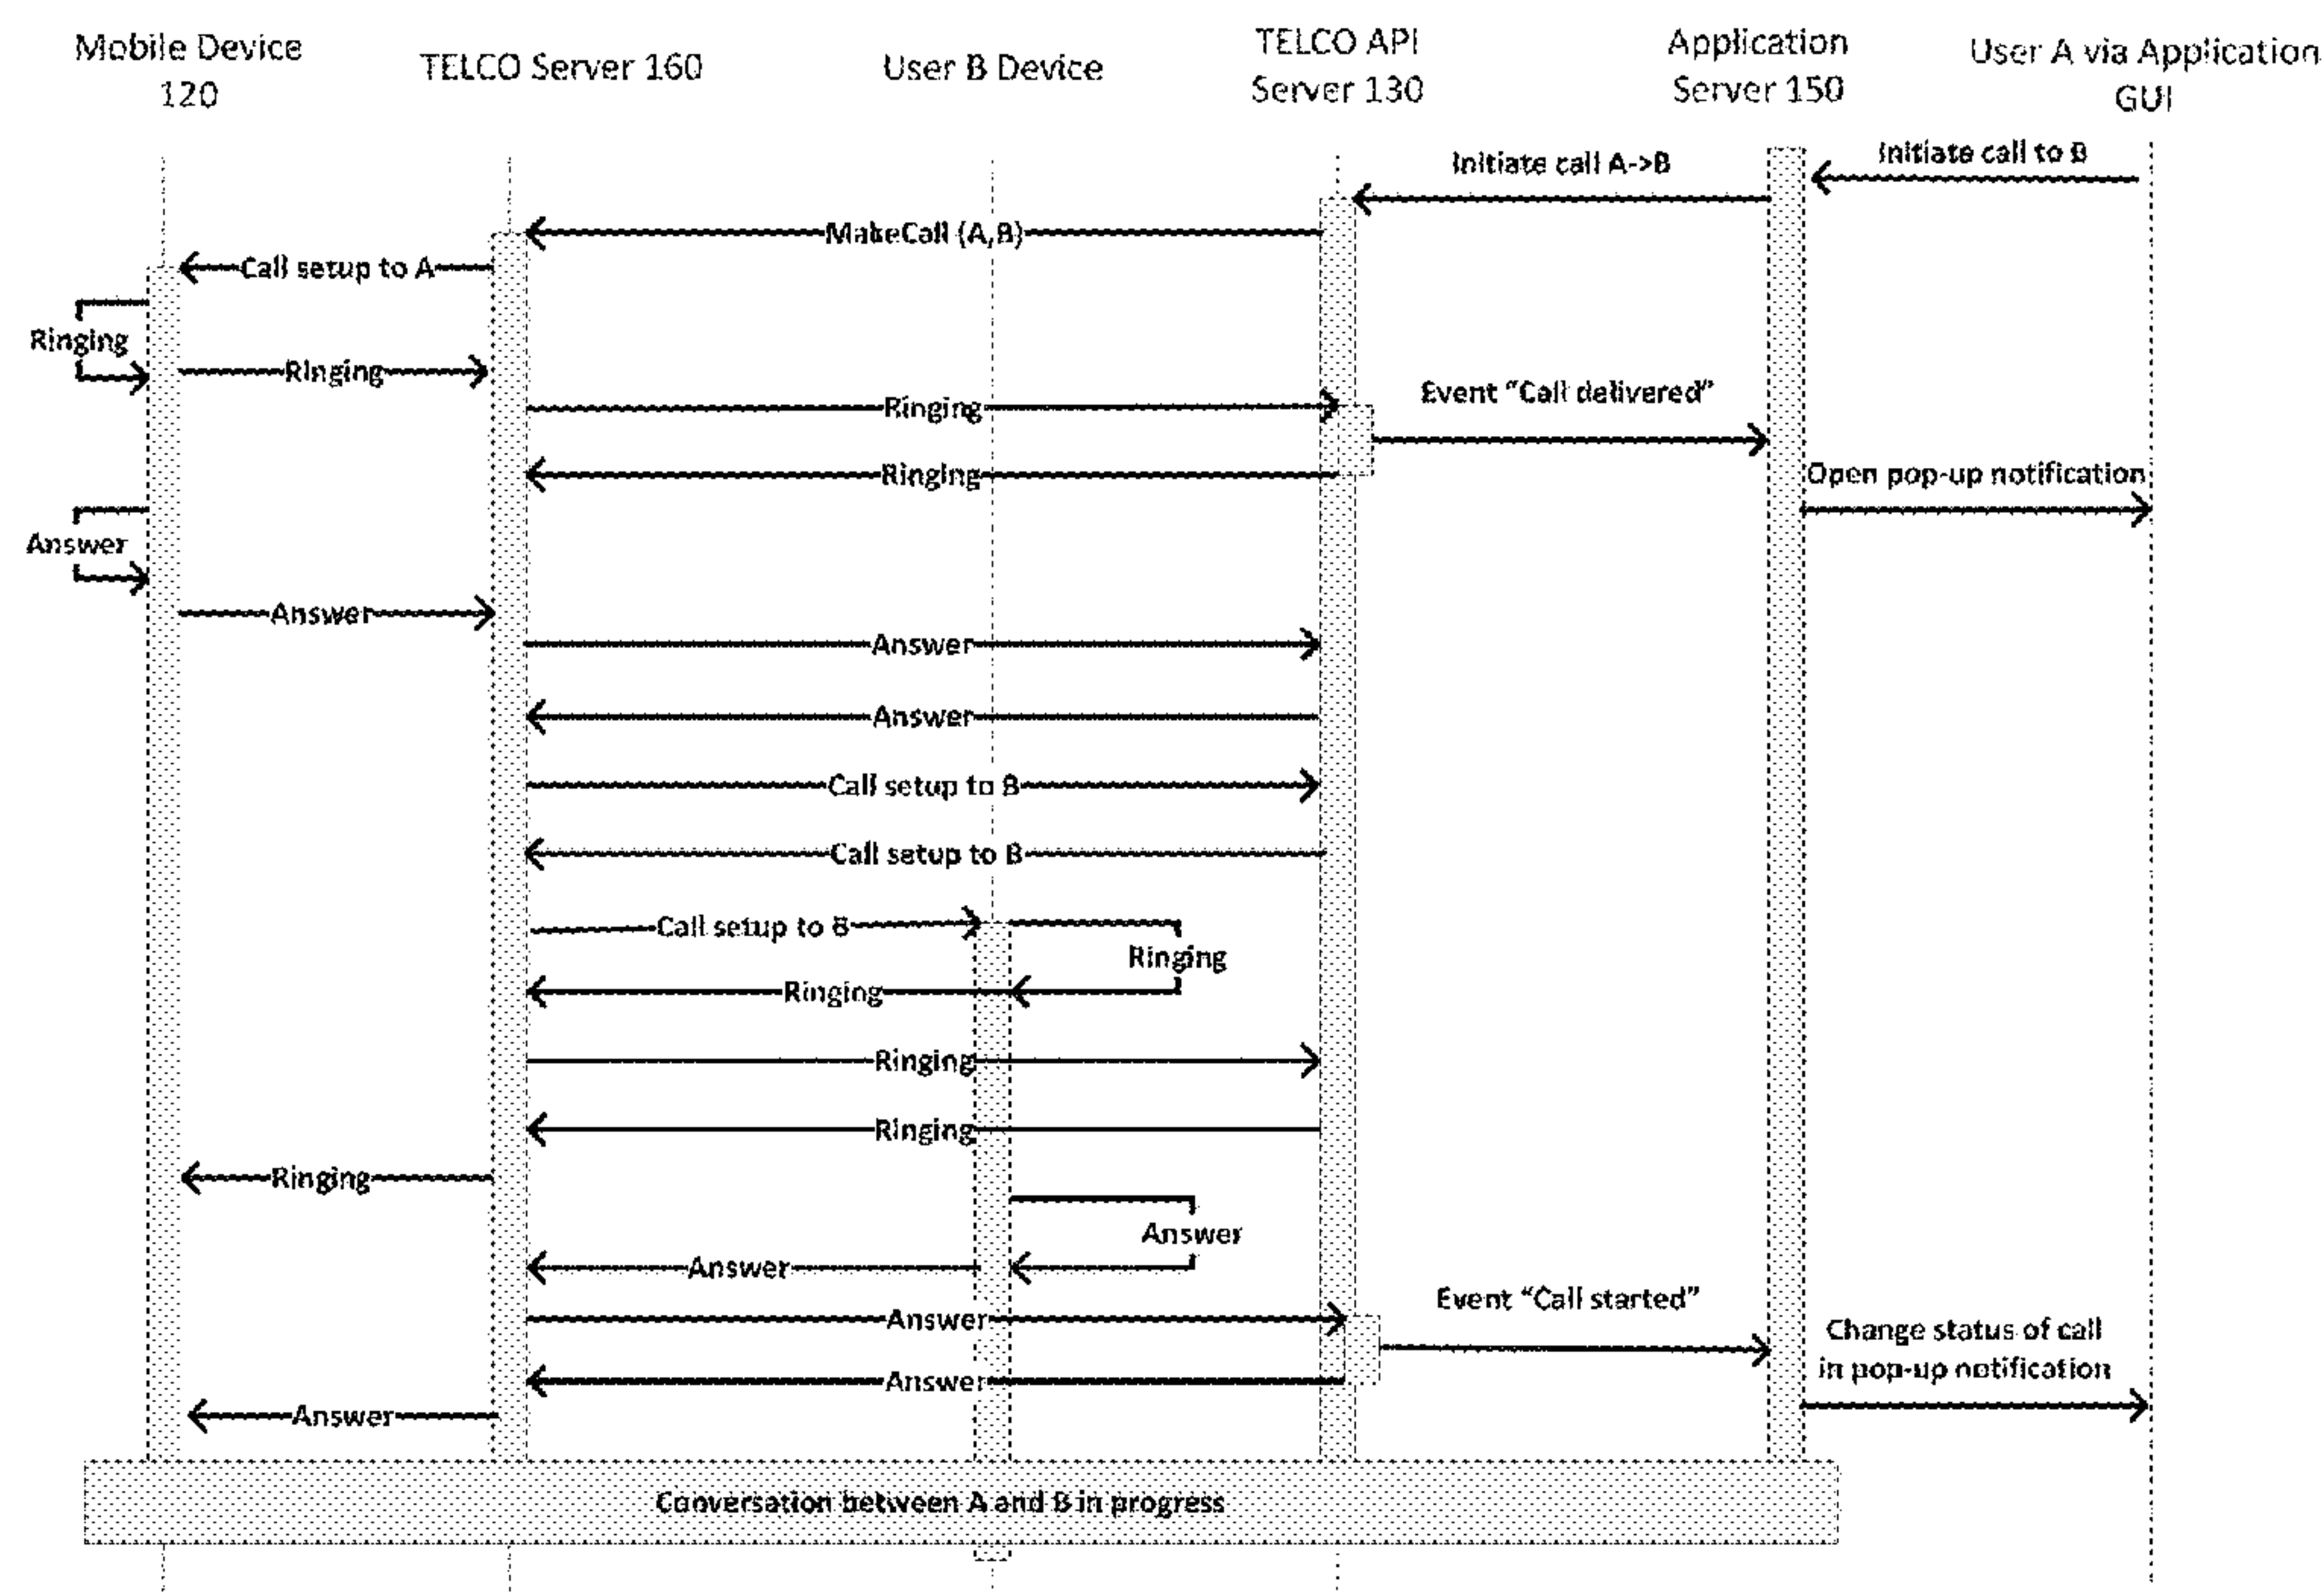 Mobile Device
120
TELCO Server 160
User B Device
TELCO API
Server 130
Application
Server 150
User A via Application
GUI
Initiate call to B
Initiate call A->B
MakeCall (A,B)
Call setup to A
Ringing
Ringing
Event “Call delivered”
Ringing
Ringing
Open pop-up notification
Answer
Answer
Answer
Answer
Call setup to B
Call setup to B
Call setup to B
Ringing
Ringing
Ringing
Ringing
Ringing
Answer
Answer
Event “Call started”
Answer
Change status of call
in pop-up notification
Answer
Answer
Conversation between A and B in progress